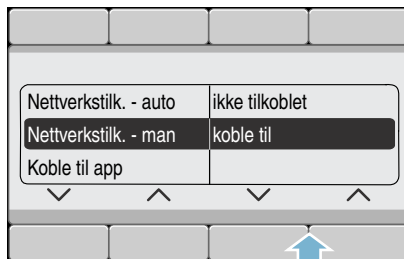 Nettverkstilk. - auto ikke tilkoblet
Nettverkstilk. - man koble til
Koble til app